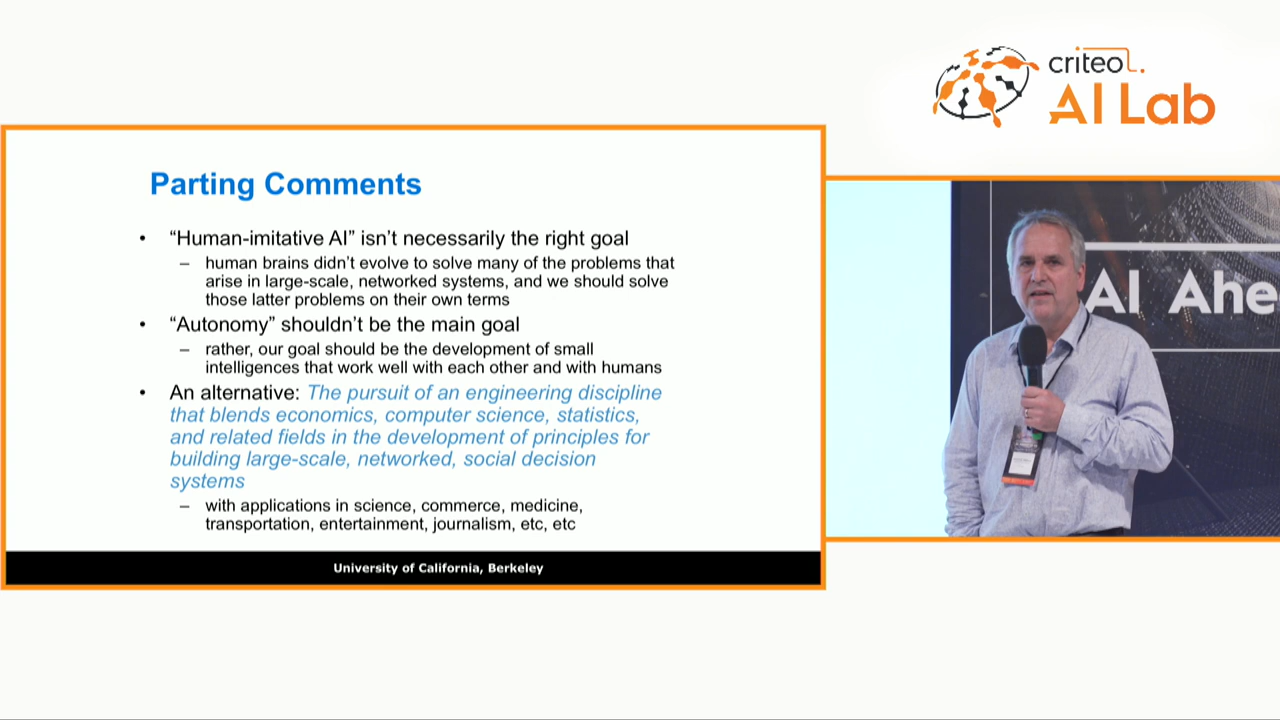 criteol.
AI Lab
Parting Comments
• “Human-imitative AI” isn’t necessarily the right goal
– human brains didn’t evolve to solve many of the problems that
arise in large-scale, networked systems, and we should solve
those latter problems on their own terms
• “Autonomy” shouldn’t be the main goal
– rather, our goal should be the development of small
intelligences that work well with each other and with humans
• An alternative: The pursuit of an engineering discipline
that blends economics, computer science, statistics,
and related fields in the development of principles for
building large-scale, networked, social decision
systems
– with applications in science, commerce, medicine,
transportation, entertainment, journalism, etc, etc
University of California, Berkeley
AI Ahe